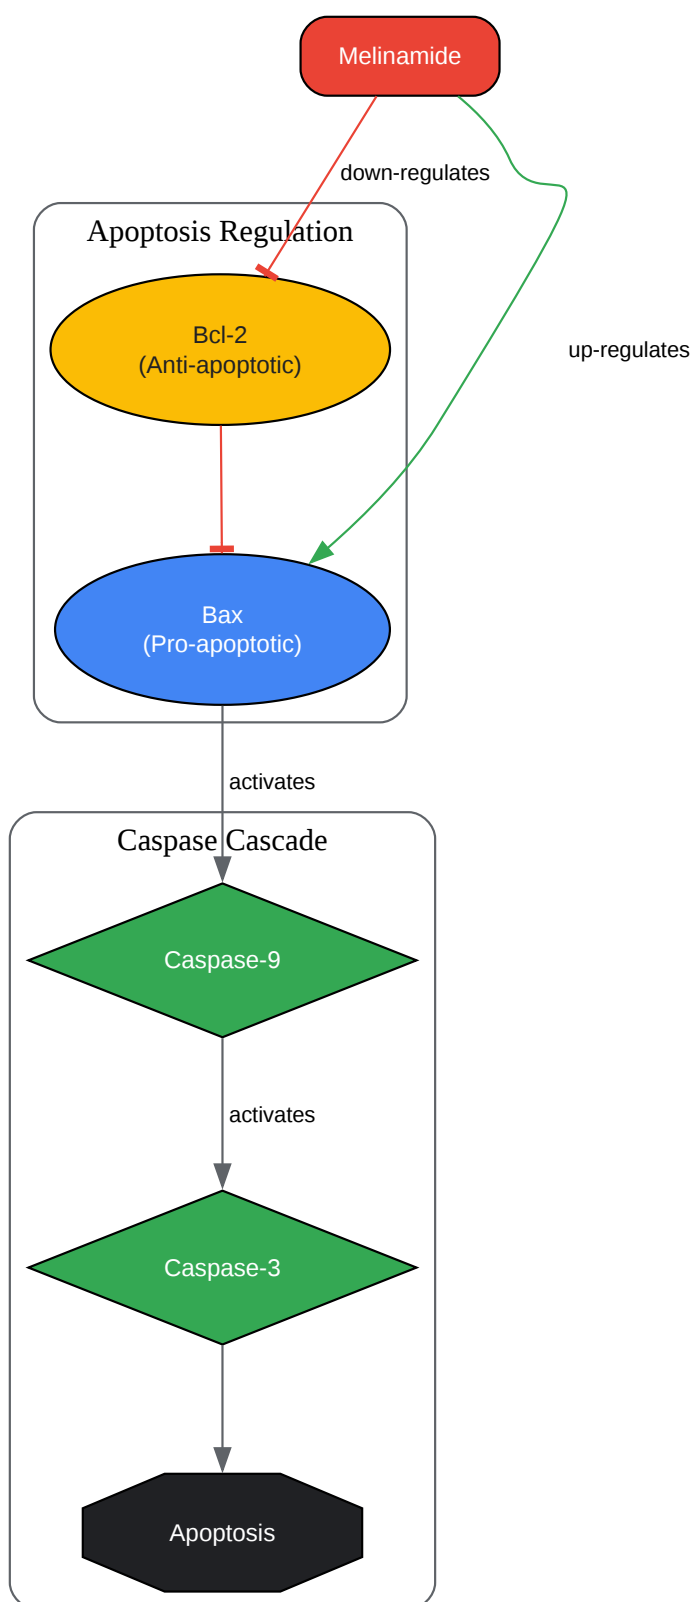 Melinamide
down-regulates
Apoptosis Regulation
Bcl-2
(Anti-apoptotic)
up-regulates
Bax
(Pro-apoptotic)
activates
Caspase Cascade
Caspase-9
activates
Caspase-3
Apoptosis